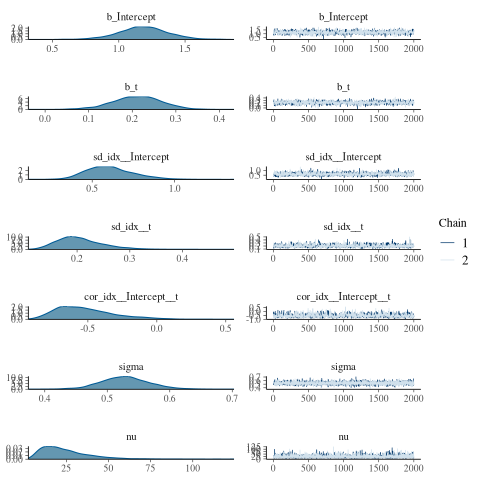 b_Intercept
b_Intercept
0.5 1.0 1.5
0 500 1000 1500 2000
b_t
b_t
0.0 0.1 0.2 0.3 0.4
0 500 1000 1500 2000
sd_idx__Intercept
sd_idx__Intercept
0.5 1.0
0 500 1000 1500 2000
sd_idx__t
sd_idx__t
0.2 0.3 0.4
0 500 1000 1500 2000
Chain
1
2
cor_idx__Intercept__t
cor_idx__Intercept__t
-0.5 0.0 0.5
0 500 1000 1500 2000
sigma
sigma
0.4 0.5 0.6 0.7
0 500 1000 1500 2000
nu
nu
25 50 75 100
0 500 1000 1500 2000